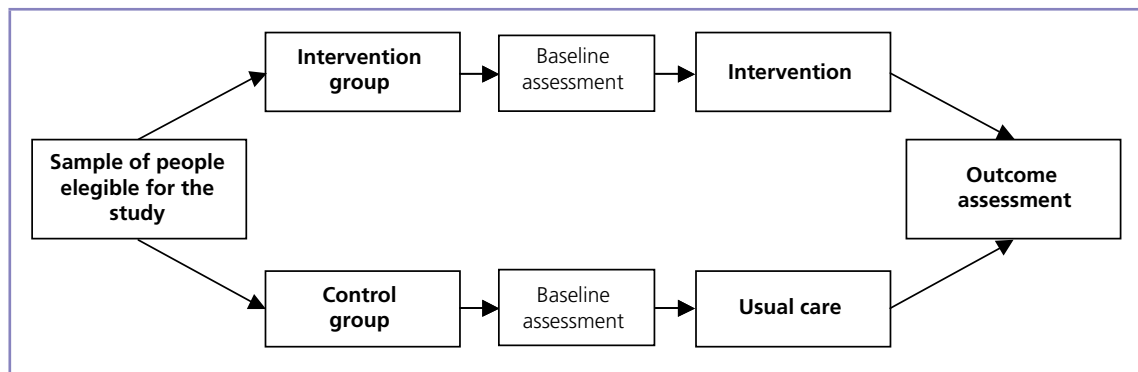 Intervention
group
Baseline
assessment
Intervention
Sample of people
elegible for the
study
Outcome
assessment
Control
group
Baseline
assessment
Usual care